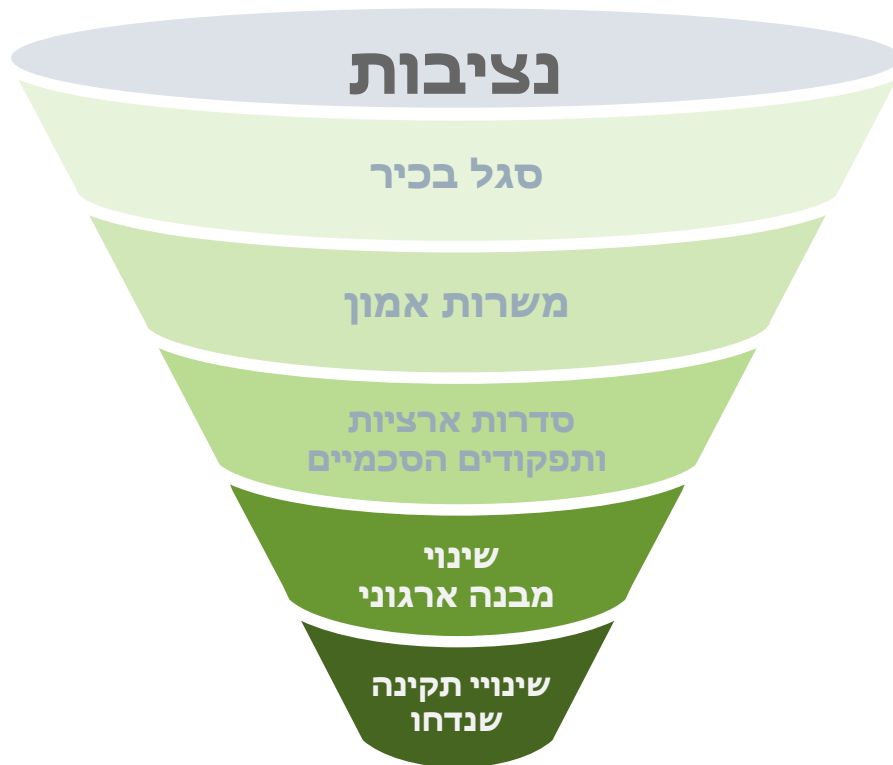 נציבות
סגל בכיר
משרות אמון
סדרות ארציות
ותפקודים הסכמיים
שינוי
מבנה ארגוני
שינויי תקינה
שנדחו